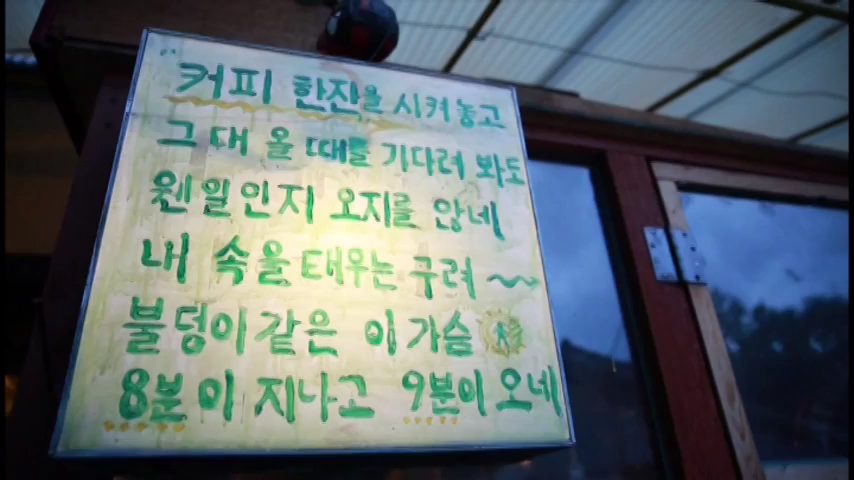 "커피 한잔을 시켜놓고
그대 올 때를 기다려 봐도
웬일인지 오지를 않네
내 속을 태우는 구려 ~
불덩이 같은 이 가슴
8분이 지나고 9분이 오네